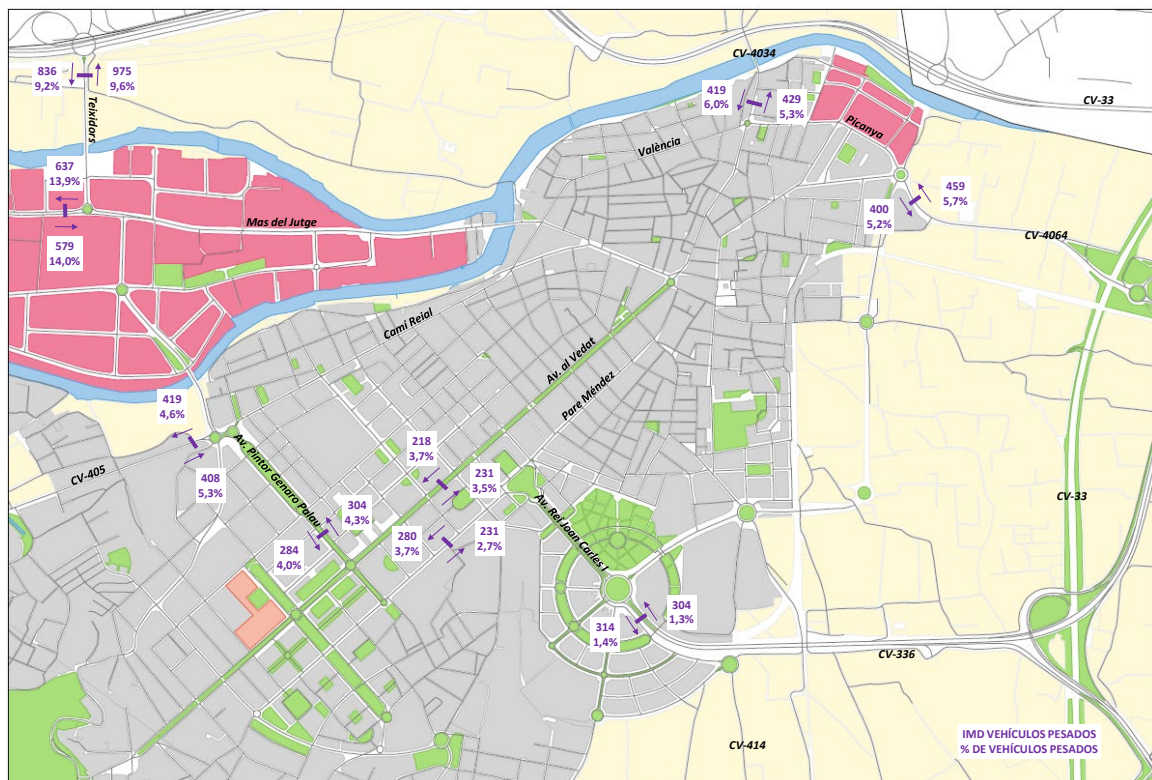 CV-4034
836
9,2%
975
9,6%
Teixidors
419
6,0%
429
5,3%
CV-33
Picanya
València
637
13,9%
459
5,7%
400
5,2%
Mas del Jutge
CV-4064
579
14,0%
Camí Reial
Av. al Vedat
Pare Méndez
419
4,6%
Av. Pintor Genaro Palau
218
3,7%
CV-405
408
5,3%
231
3,5%
Av. Rei Joan Carles I
CV-33
304
4,3%
280
3,7%
231
2,7%
284
4,0%
304
1,3%
314
1,4%
CV-336
CV-414
IMD VEHÍCULOS PESADOS
% DE VEHÍCULOS PESADOS